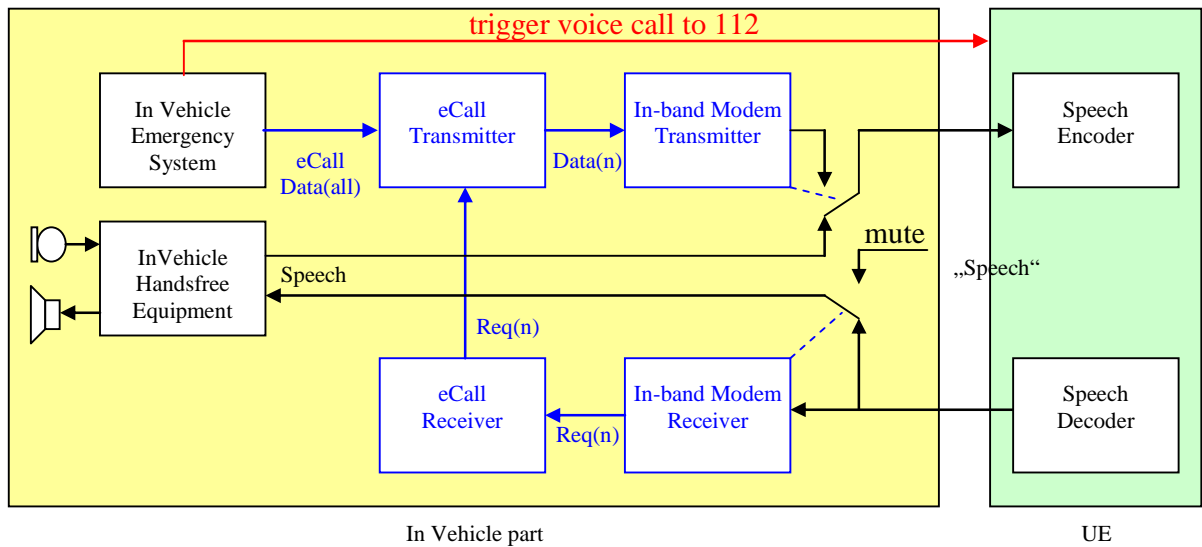 trigger voice call to 112
In Vehicle
Emergency
System
eCall
Data(all)
eCall
Transmitter
Data(n)
In-band Modem
Transmitter
Speech
Encoder
InVehicle
Handsfree
Equipment
Speech
mute
„Speech“
Req(n)
eCall
Receiver
Req(n)
In-band Modem
Receiver
Speech
Decoder
In Vehicle part
UE